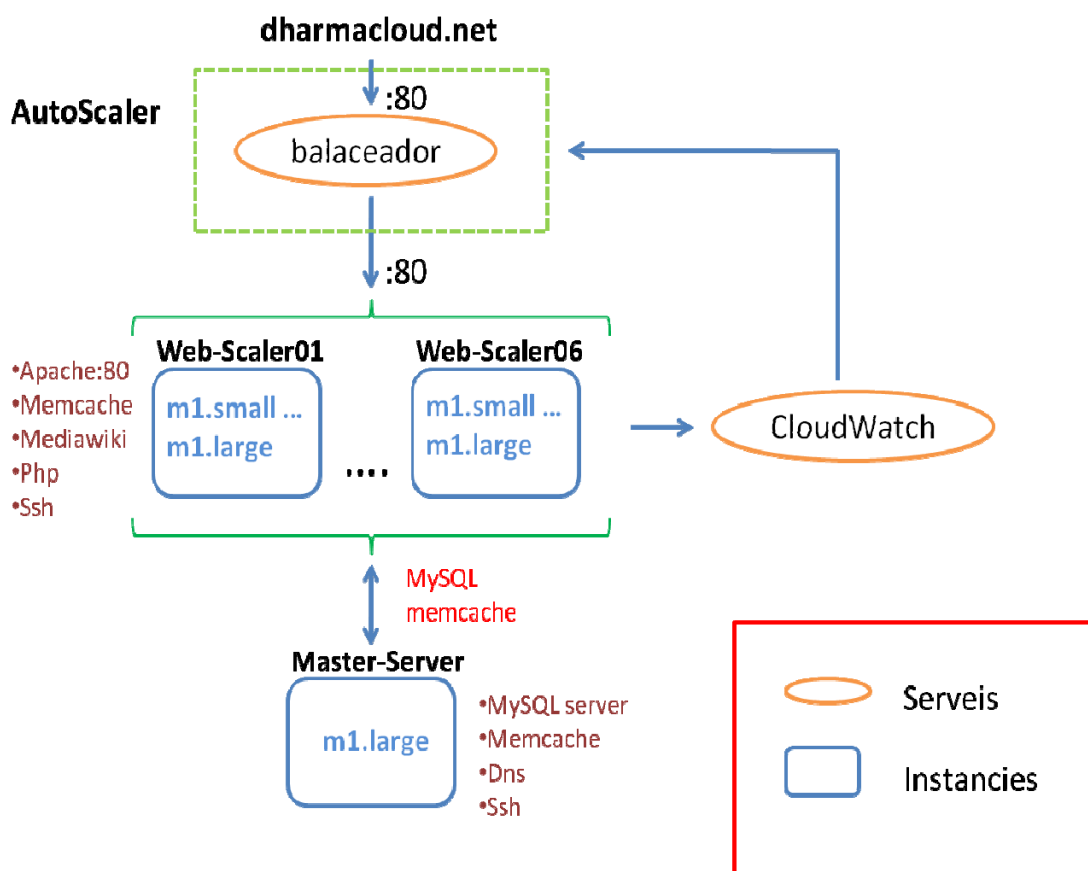 dharmacloud.net
:80
AutoScaler
balaceador
:80
Web-Scaler01
Web-Scaler06
•Apache:80
•Memcache
•Mediawiki
•Php
•Ssh
m1.small ...
m1.large
....
m1.small ...
m1.large
CloudWatch
MySQL
memcache
Master-Server
m1.large
•MySQL server
•Memcache
•Dns
•Ssh
Serveis
Instancies